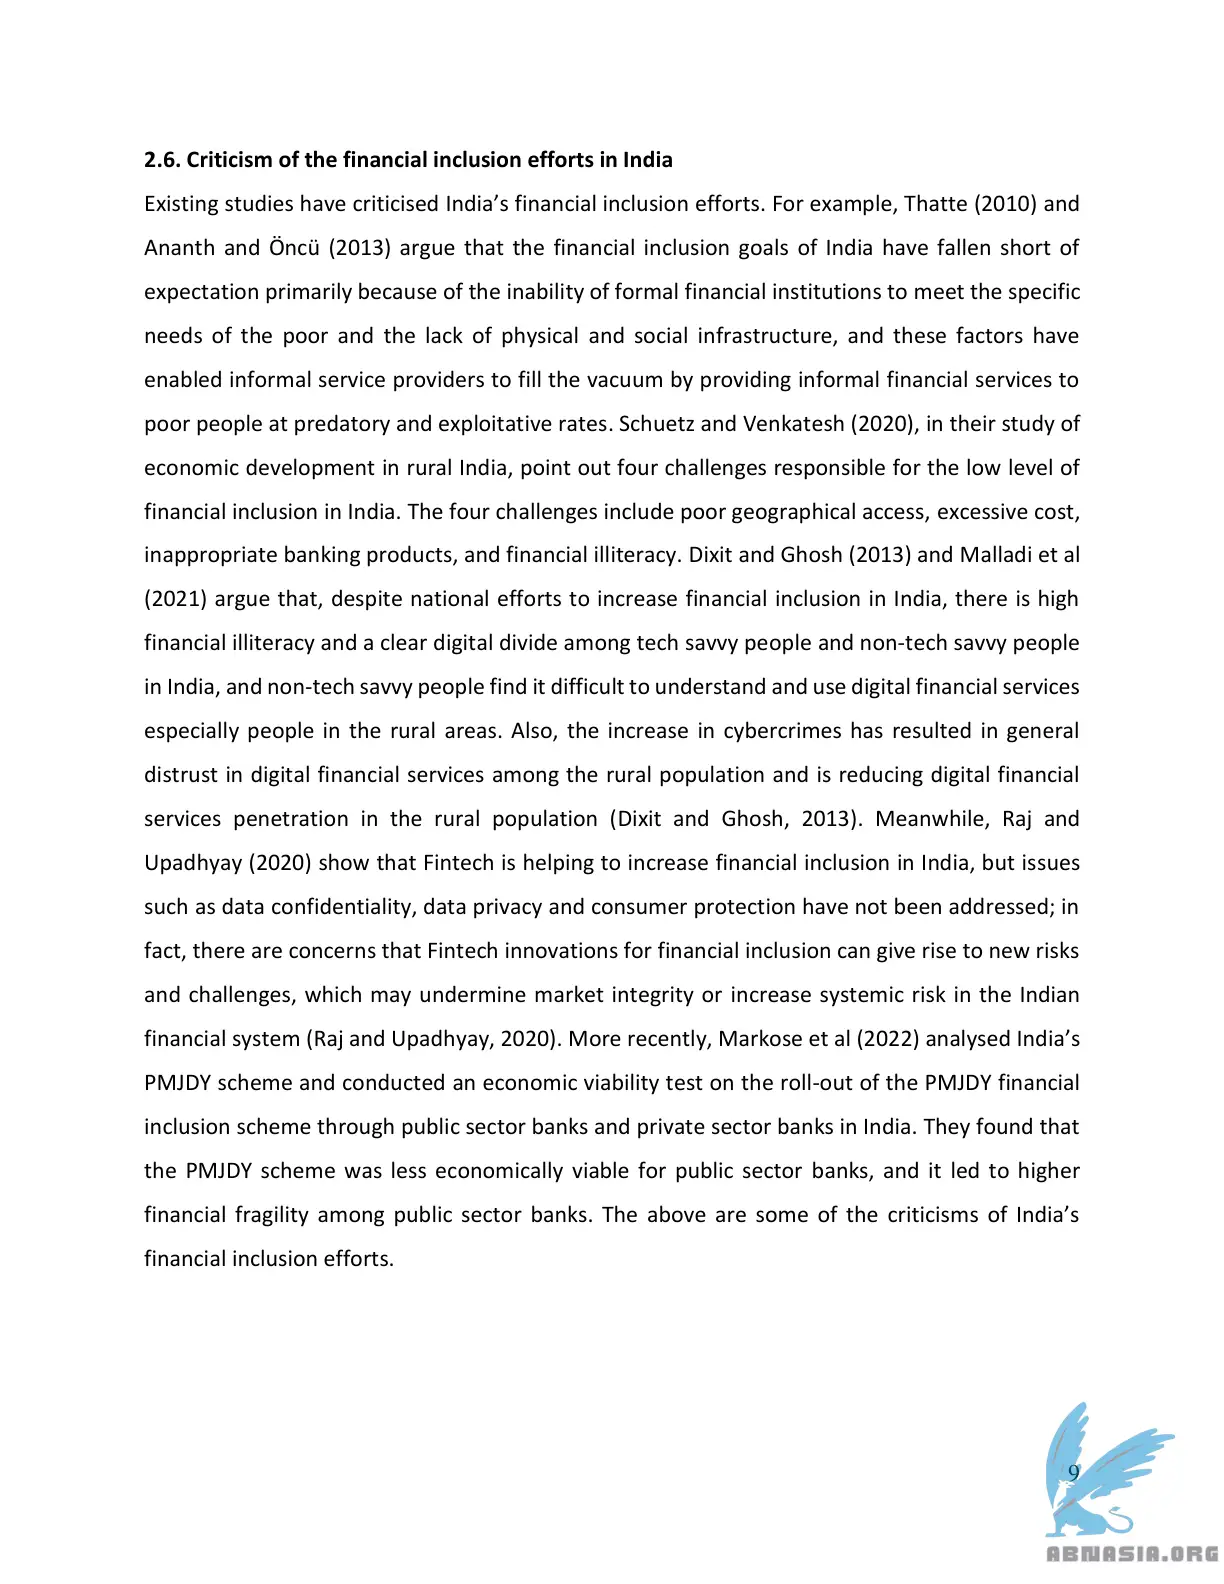 2.6. Criticism of the financial inclusion efforts in India
Existing studies have criticised India’s financial inclusion efforts. For example, Thatte (2010) and
Ananth and Öncü (2013) argue that the financial inclusion goals of India have fallen short of
expectation primarily because of the inability of formal financial institutions to meet the specific
needs of the poor and the lack of physical and social infrastructure, and these factors have
enabled informal service providers to fill the vacuum by providing informal financial services to
poor people at predatory and exploitative rates. Schuetz and Venkatesh (2020), in their study of
economic development in rural India, point out four challenges responsible for the low level of
financial inclusion in India. The four challenges include poor geographical access, excessive cost,
inappropriate banking products, and financial illiteracy. Dixit and Ghosh (2013) and Malladi et al
(2021) argue that, despite national efforts to increase financial inclusion in India, there is high
financial illiteracy and a clear digital divide among tech savvy people and non-tech savvy people
in India, and non-tech savvy people find it difficult to understand and use digital financial services
especially people in the rural areas. Also, the increase in cybercrimes has resulted in general
distrust in digital financial services among the rural population and is reducing digital financial
services penetration in the rural population (Dixit and Ghosh, 2013). Meanwhile, Raj and
Upadhyay (2020) show that Fintech is helping to increase financial inclusion in India, but issues
such as data confidentiality, data privacy and consumer protection have not been addressed; in
fact, there are concerns that Fintech innovations for financial inclusion can give rise to new risks
and challenges, which may undermine market integrity or increase systemic risk in the Indian
financial system (Raj and Upadhyay, 2020). More recently, Markose et al (2022) analysed India’s
PMJDY scheme and conducted an economic viability test on the roll-out of the PMJDY financial
inclusion scheme through public sector banks and private sector banks in India. They found that
the PMJDY scheme was less economically viable for public sector banks, and it led to higher
financial fragility among public sector banks. The above are some of the criticisms of India’s
financial inclusion efforts.
9
ABNASIA.ORG